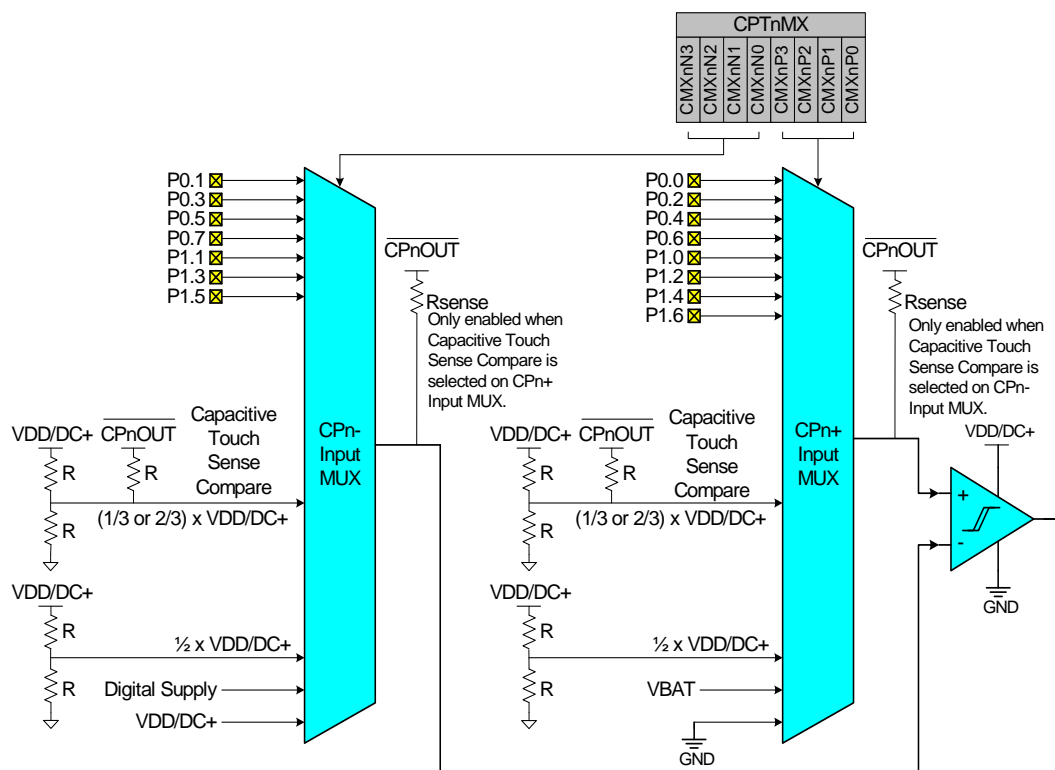 CPTnMX
CMXnN3
CMXnN2
CMXnN1
CMXnN0
CMXnP3
CMXnP2
CMXnP1
CMXnP0
P0.1
P0.3
P0.5
P0.7
P1.1
P1.3
P1.5
CPnOUT
Rsense
Only enabled when
Capacitive Touch
Sense Compare is
selected on CPn+
Input MUX.
VDD/DC+
CPnOUT
Capacitive
Touch
Sense
Compare
R
R
R
(1/3 or 2/3) x VDD/DC+
VDD/DC+
R
R
½ x VDD/DC+
Digital Supply
VDD/DC+
CPn-
Input
MUX
P0.0
P0.2
P0.4
P0.6
P1.0
P1.2
P1.4
P1.6
CPnOUT
Rsense
Only enabled when
Capacitive Touch
Sense Compare is
selected on CPn-
Input MUX.
VDD/DC+
CPnOUT
Capacitive
Touch
Sense
Compare
R
R
R
(1/3 or 2/3) x VDD/DC+
VDD/DC+
R
R
½ x VDD/DC+
VBAT
GND
CPn+
Input
MUX
VDD/DC+
+
-
GND